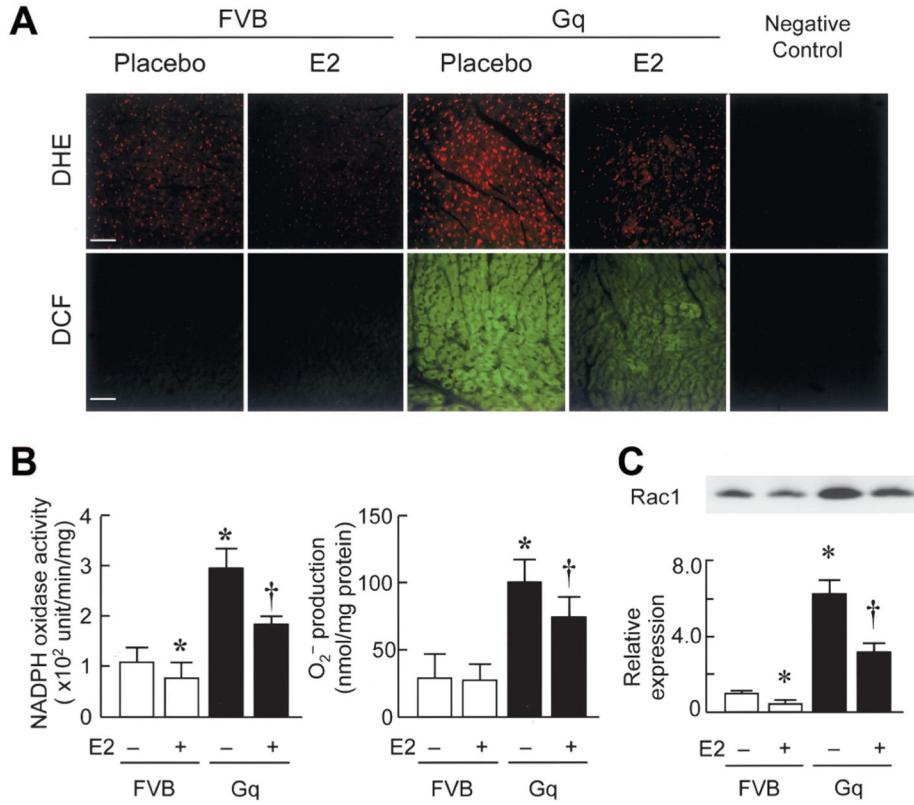 A
FVB Gq Negative Control
Placebo E2 Placebo E2
DHE
DCF
B
NADPH oxidase activity
( x10² unit/min/mg)
4
3
2
1
0
*
*
†
E2 – + – +
FVB Gq
O₂⁻ production
(nmol/mg protein)
150
100
50
0
*
†
E2 – + – +
FVB Gq
C
Rac1
Relative
expression
8.0
4.0
0
*
*
†
E2 – + – +
FVB Gq